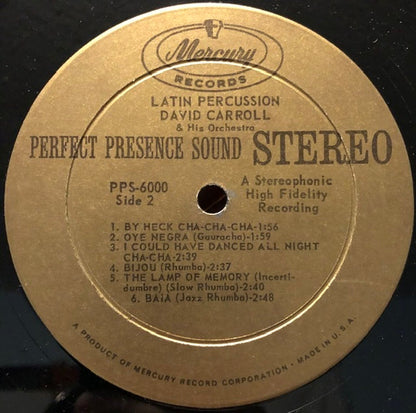 Mercury
RECORDS
LATIN PERCUSSION
DAVID CARROLL
& His Orchestra
PERFECT PRESENCE SOUND STEREO
PPS-6000
Side 2
A Stereophonic
High Fidelity
Recording
1. BY HECK CHA-CHA-CHA-1:56
2. OYE NEGRA (Guaracha)-1:59
3. I COULD HAVE DANCED ALL NIGHT
CHA-CHA-2:39
4. BIJOU (Rhumba)-2:37
5. THE LAMP OF MEMORY (Incerti-
dumbre) (Slow Rhumba)-2:40
6. BAIA (Jazz Rhumba)-2:48
A PRODUCT OF MERCURY RECORD CORPORATION • MADE IN U.S.A.